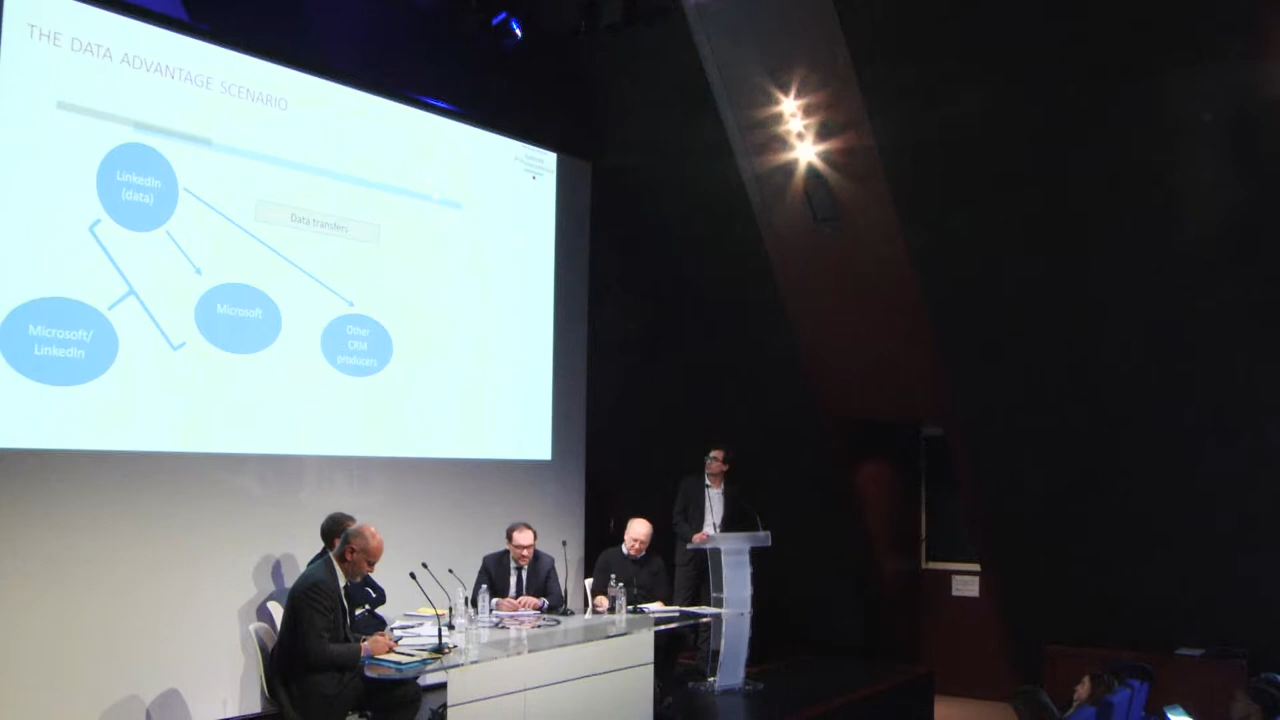 THE DATA ADVANTAGE SCENARIO
LinkedIn
(data)
Data transfers
Microsoft
Microsoft/
LinkedIn
Other
CRM
producers